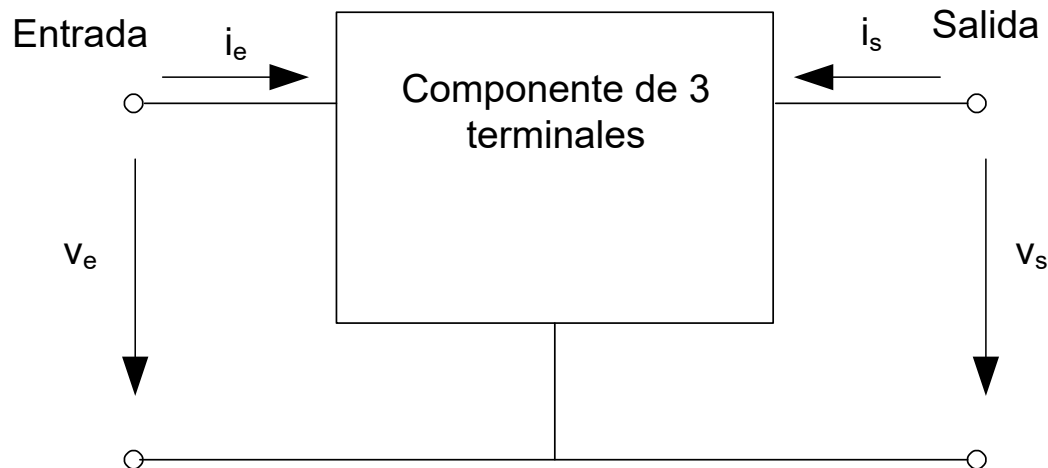 Entrada
iₑ
iₛ
Salida
Componente de 3
terminales
vₑ
vₛ